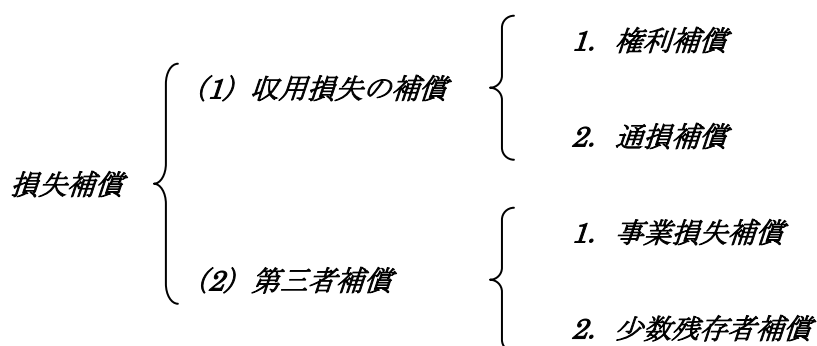 損失補償
(1) 収用損失の補償
1. 権利補償
2. 通損補償
(2) 第三者補償
1. 事業損失補償
2. 少数残存者補償